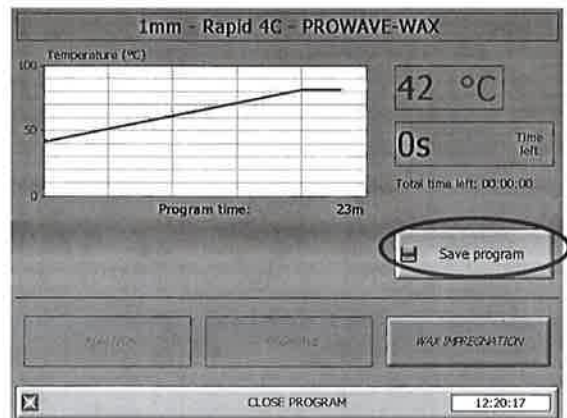 1mm - Rapid 4C - PROWAVE-WAX
Temperature (ºC)
100
50
0
Program time: 23m
42 °C
0s
Time left
Total time left: 00:00:00
Save program
WAX IMPREGNATION
CLOSE PROGRAM
12:20:17